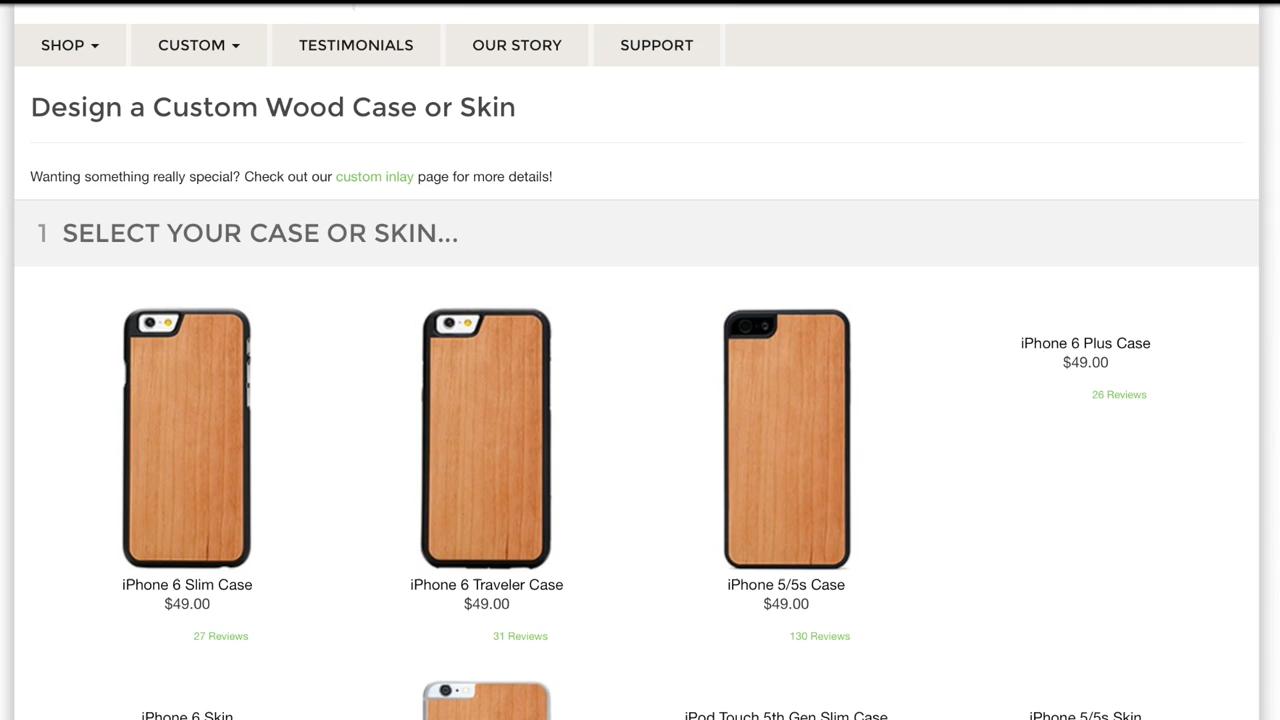 SHOP
CUSTOM
TESTIMONIALS
OUR STORY
SUPPORT
Design a Custom Wood Case or Skin
Wanting something really special? Check out our custom inlay page for more details!
1 SELECT YOUR CASE OR SKIN...
iPhone 6 Plus Case
$49.00
26 Reviews
iPhone 6 Slim Case
$49.00
27 Reviews
iPhone 6 Traveler Case
$49.00
31 Reviews
iPhone 5/5s Case
$49.00
130 Reviews
iPhone 6 Skin
iPod Touch 5th Gen Slim Case
iPhone 5/5s Skin